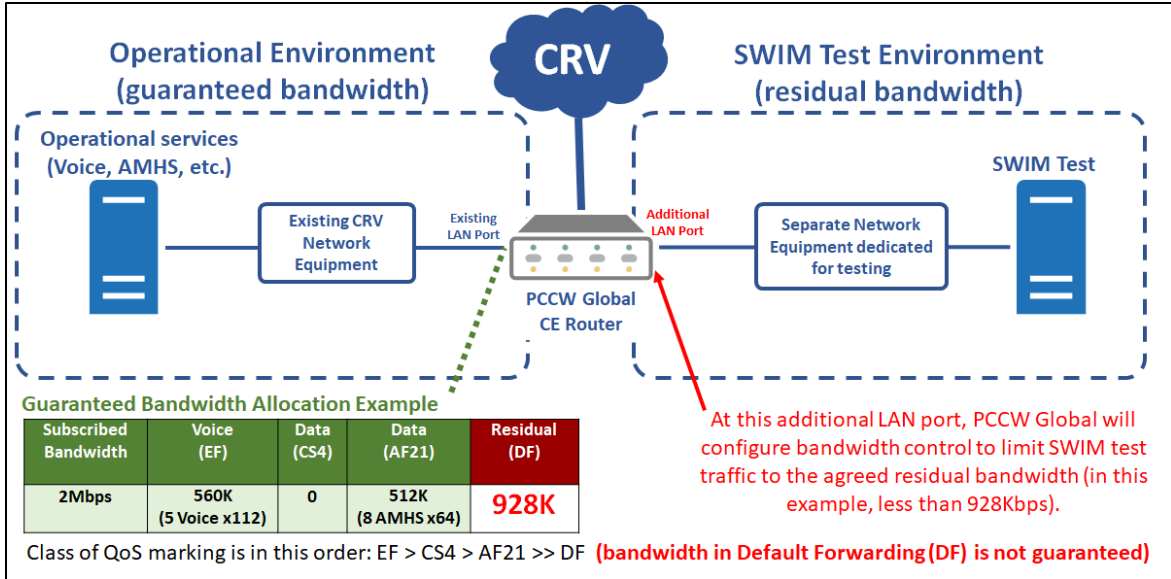 Operational Environment
(guaranteed bandwidth)
CRV
SWIM Test Environment
(residual bandwidth)
Operational services
(Voice, AMHS, etc.)
Existing CRV
Network
Equipment
Existing
LAN Port
Additional
LAN Port
PCCW Global
CE Router
Separate Network
Equipment dedicated
for testing
SWIM Test
Guaranteed Bandwidth Allocation Example
Subscribed
Bandwidth
Voice
(EF)
Data
(CS4)
Data
(AF21)
Residual
(DF)
2Mbps
560K
(5 Voice x112)
0
512K
(8 AMHS x64)
928K
At this additional LAN port, PCCW Global will
configure bandwidth control to limit SWIM test
traffic to the agreed residual bandwidth (in this
example, less than 928Kbps).
Class of QoS marking is in this order: EF > CS4 > AF21 >> DF (bandwidth in Default Forwarding (DF) is not guaranteed)